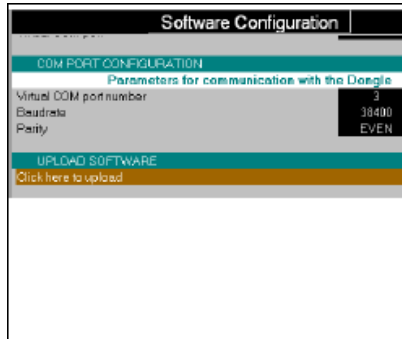 Software Configuration
COM PORT CONFIGURATION
Parameters for communication with the Dongle
Virtual COM port number
3
Baudrate
38400
Parity
EVEN
UPLOAD SOFTWARE
Click here to upload